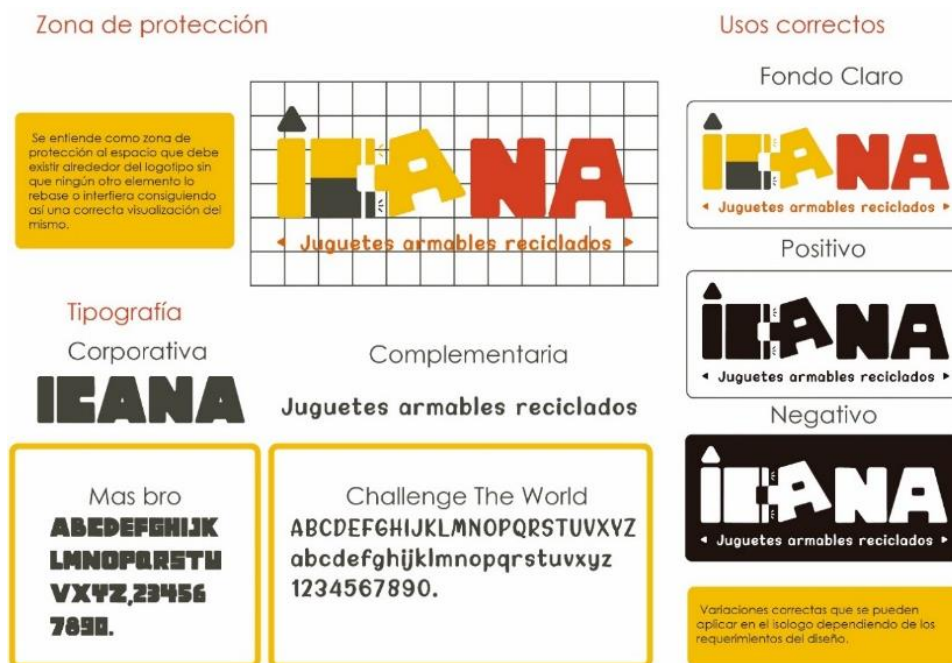 Zona de protección
Se entiende como zona de
protección al espacio que debe
existir alrededor del logotipo sin
que ningún otro elemento lo
rebase o interfiera consiguiendo
así una correcta visualización del
mismo.
ICANA
Juguetes armables reciclados
Tipografía
Corporativa
ICANA
Mas bro
ABCDEFGHIJK
LMNOPQRSTU
VXYZ,23456
7890.
Complementaria
Juguetes armables reciclados
Challenge The World
ABCDEFGHIJKLMNOPQRSTUVXYZ
abcdefghijklmnopqrstuvxyz
1234567890.
Usos correctos
Fondo Claro
ICANA
Juguetes armables reciclados
Positivo
ICANA
Juguetes armables reciclados
Negativo
ICANA
Juguetes armables reciclados
Variaciones correctas que se pueden
aplicar en el isologo dependiendo de los
requerimientos del diseño.